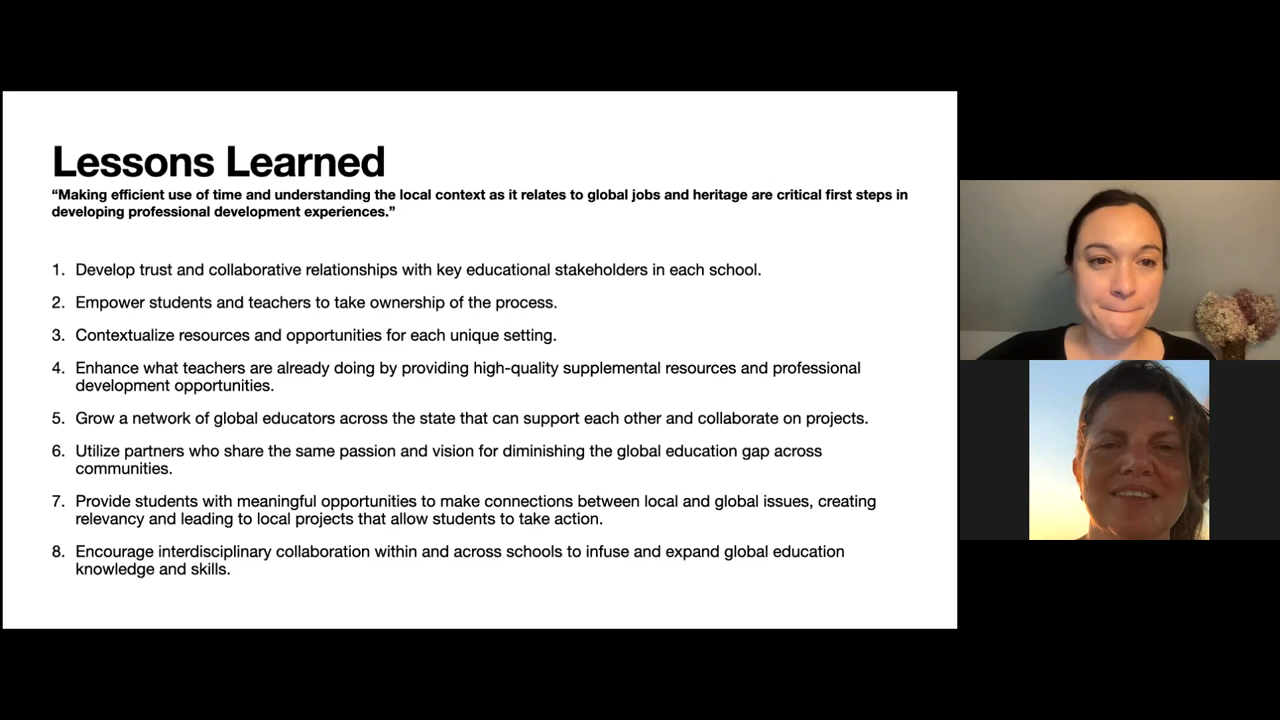 Lessons Learned
“Making efficient use of time and understanding the local context as it relates to global jobs and heritage are critical first steps in
developing professional development experiences.”
1. Develop trust and collaborative relationships with key educational stakeholders in each school.
2. Empower students and teachers to take ownership of the process.
3. Contextualize resources and opportunities for each unique setting.
4. Enhance what teachers are already doing by providing high-quality supplemental resources and professional
development opportunities.
5. Grow a network of global educators across the state that can support each other and collaborate on projects.
6. Utilize partners who share the same passion and vision for diminishing the global education gap across
communities.
7. Provide students with meaningful opportunities to make connections between local and global issues, creating
relevancy and leading to local projects that allow students to take action.
8. Encourage interdisciplinary collaboration within and across schools to infuse and expand global education
knowledge and skills.